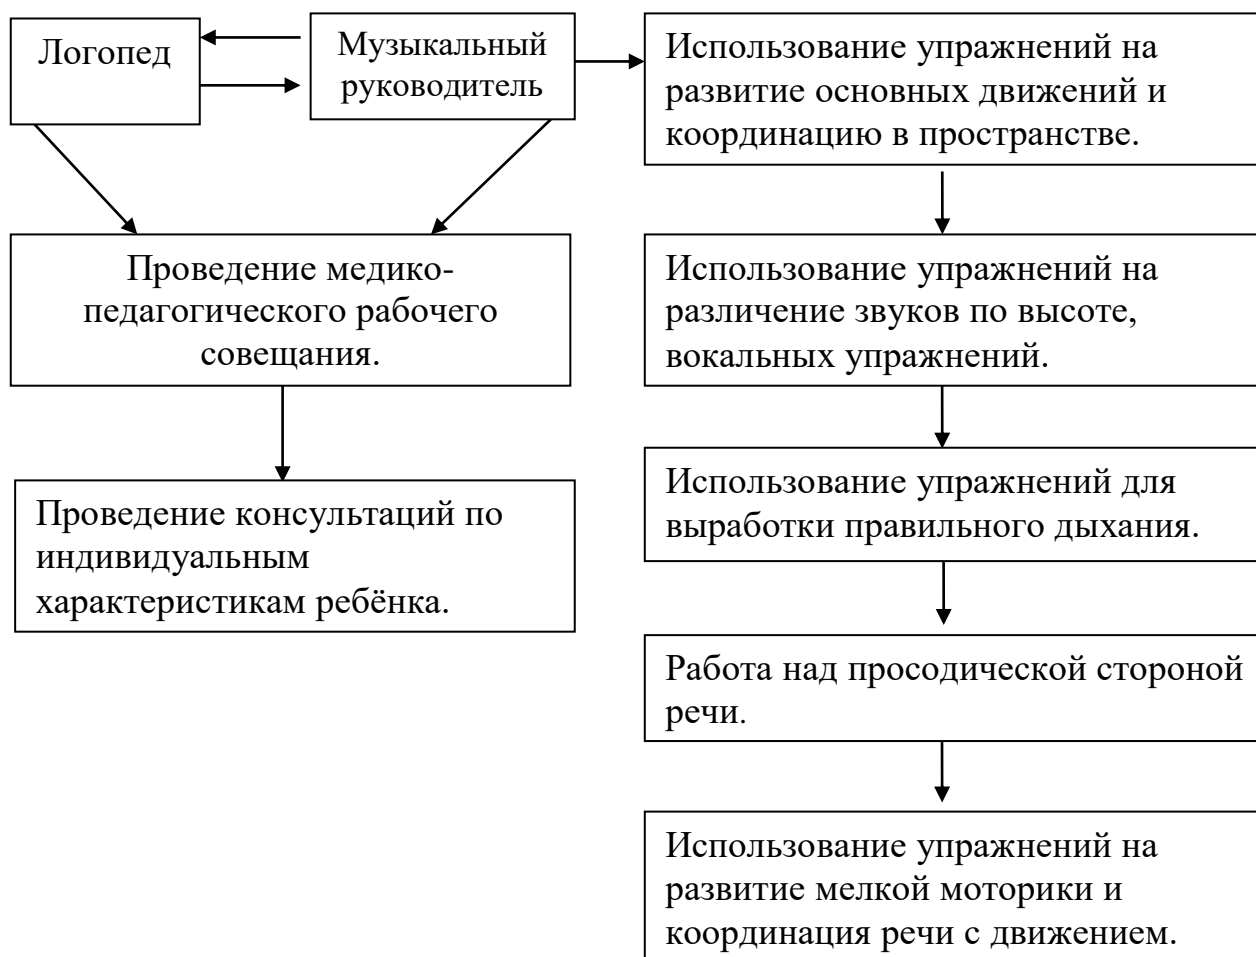 Логопед
Музыкальный
руководитель
Использование упражнений на
развитие основных движений и
координацию в пространстве.
Проведение медико-
педагогического рабочего
совещания.
Использование упражнений на
различение звуков по высоте,
вокальных упражнений.
Проведение консультаций по
индивидуальным
характеристикам ребёнка.
Использование упражнений для
выработки правильного дыхания.
Работа над просодической стороной
речи.
Использование упражнений на
развитие мелкой моторики и
координация речи с движением.